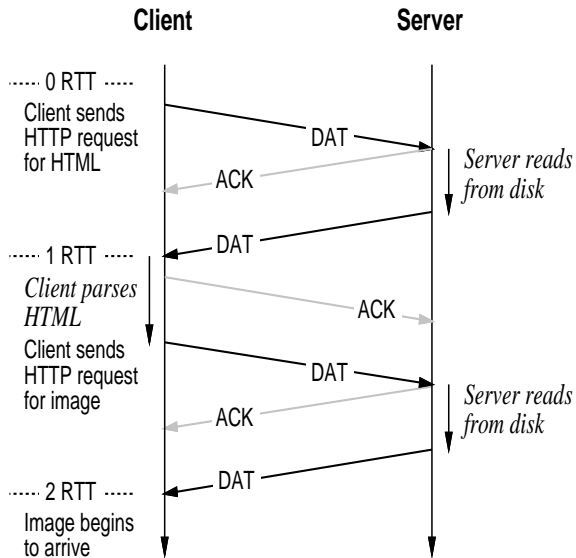 Client
Server
0 RTT
Client sends
HTTP request
for HTML
DAT
ACK
Server reads
from disk
DAT
1 RTT
Client parses
HTML
ACK
Client sends
HTTP request
for image
DAT
ACK
Server reads
from disk
DAT
2 RTT
Image begins
to arrive